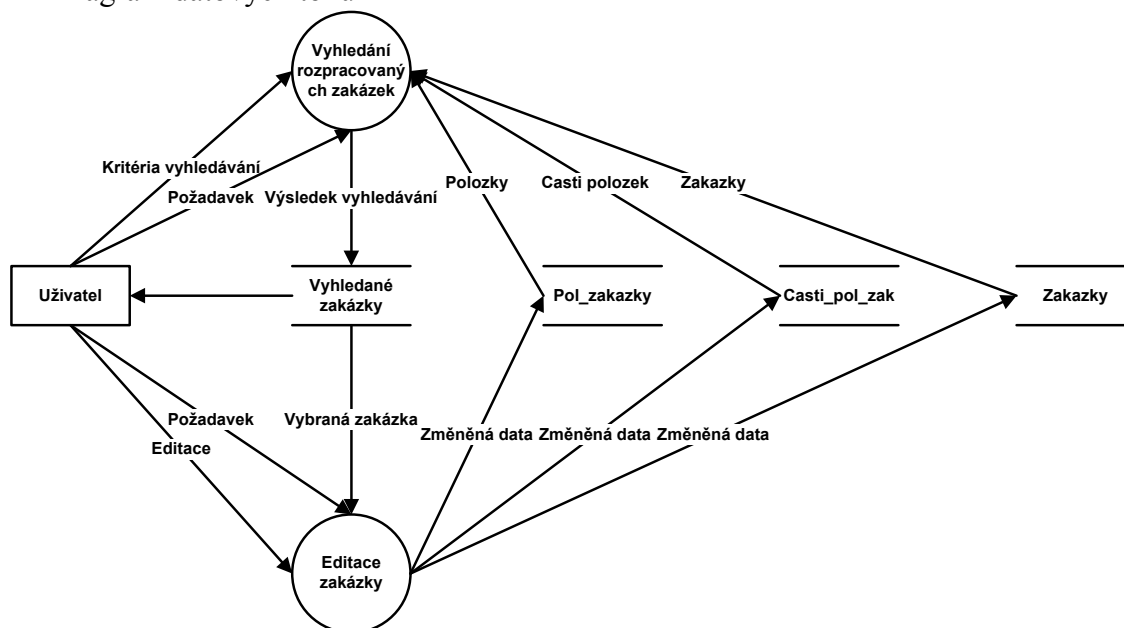 Vyhledání
rozpracovaný
ch zakázek
Kritéria vyhledávání
Polozky
Casti polozek
Zakazky
Požadavek
Výsledek vyhledávání
Uživatel
Vyhledané
zakázky
Pol_zakazky
Casti_pol_zak
Zakazky
Požadavek
Vybraná zakázka
Editace
Změněná data
Změněná data
Změněná data
Editace
zakázky